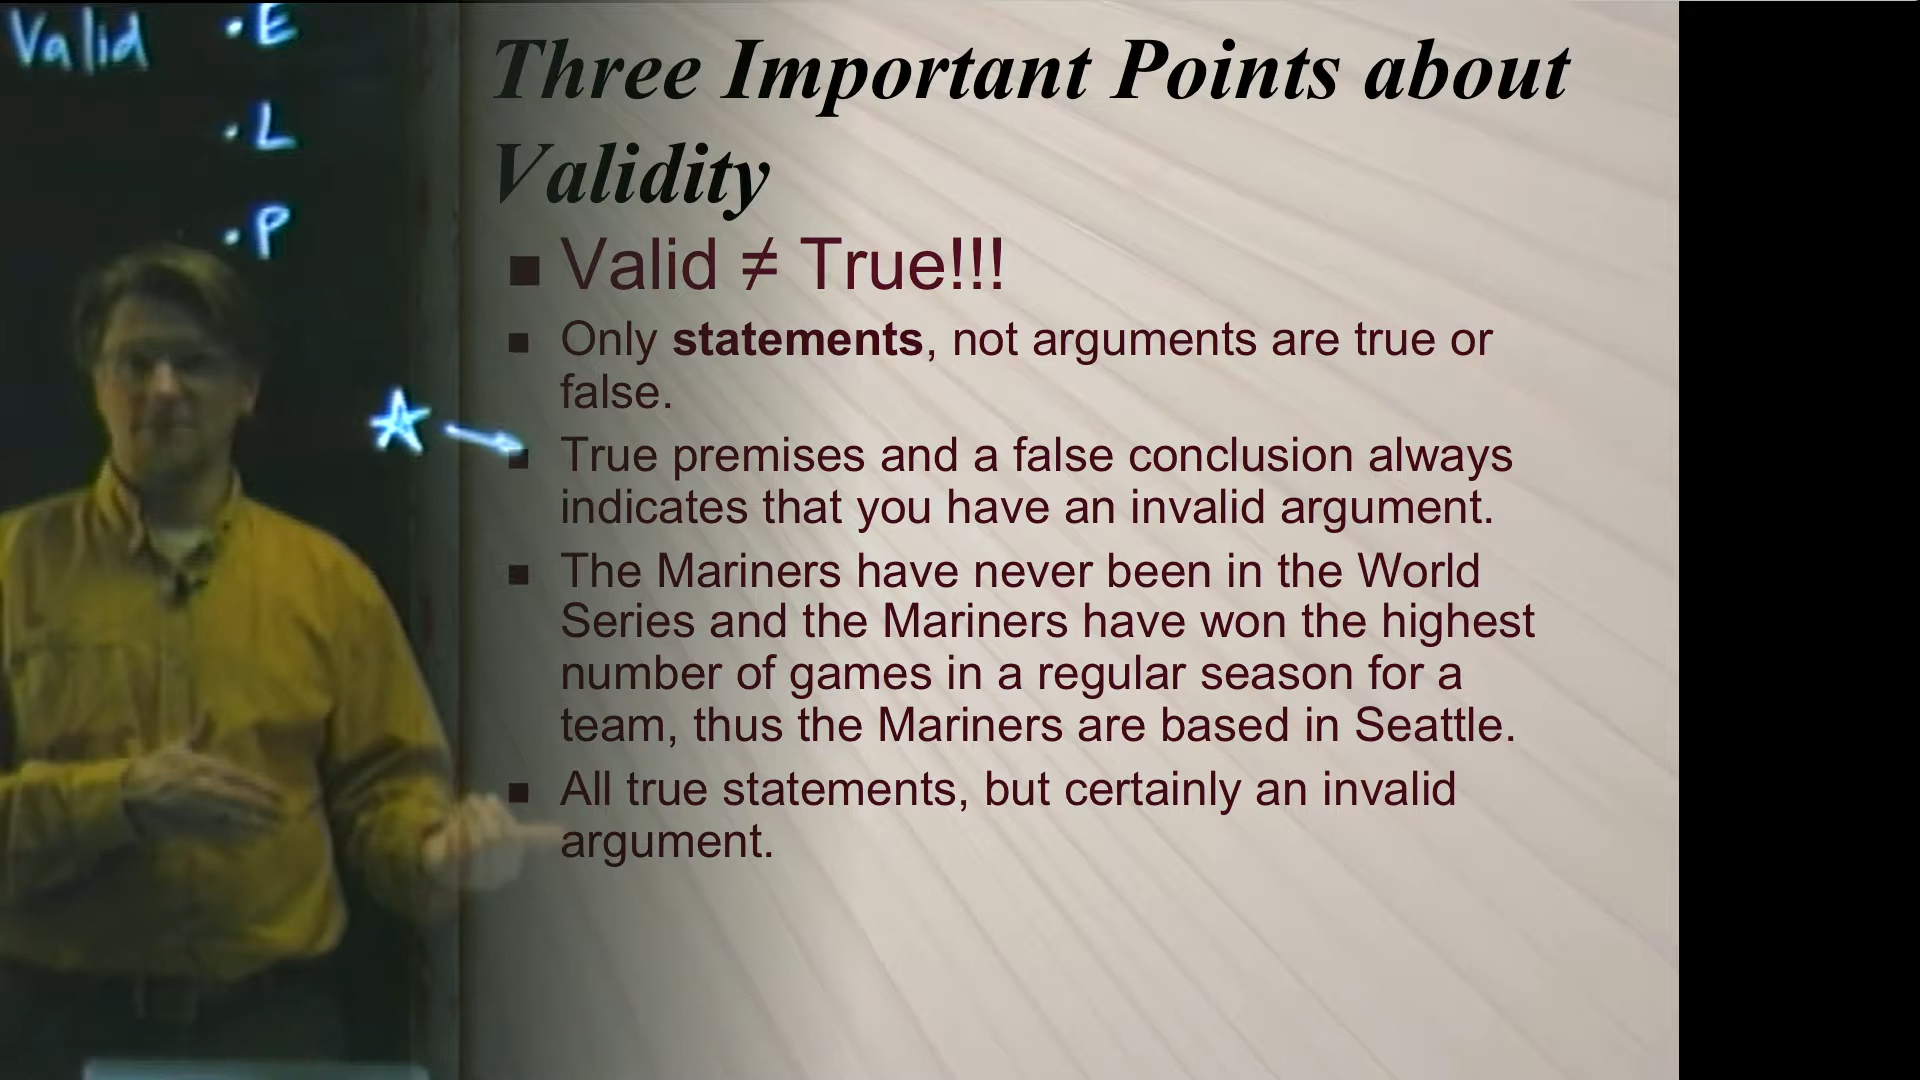 Valid
• E
• L
• P
Three Important Points about
Validity
Valid ≠ True!!!
Only statements, not arguments are true or
false.
True premises and a false conclusion always
indicates that you have an invalid argument.
The Mariners have never been in the World
Series and the Mariners have won the highest
number of games in a regular season for a
team, thus the Mariners are based in Seattle.
All true statements, but certainly an invalid
argument.